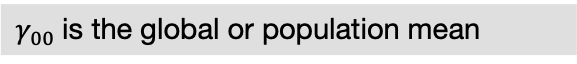 γ₀₀ is the global or population mean